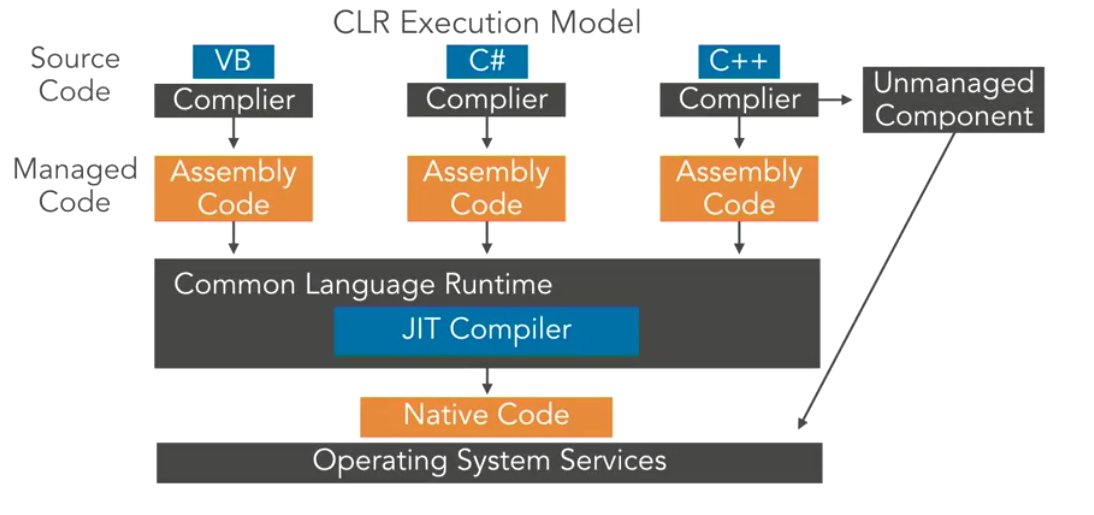 CLR Execution Model
Source
Code
VB
C#
C++
Complier
Complier
Complier
Unmanaged
Component
Managed
Code
Assembly
Code
Assembly
Code
Assembly
Code
Common Language Runtime
JIT Compiler
Native Code
Operating System Services